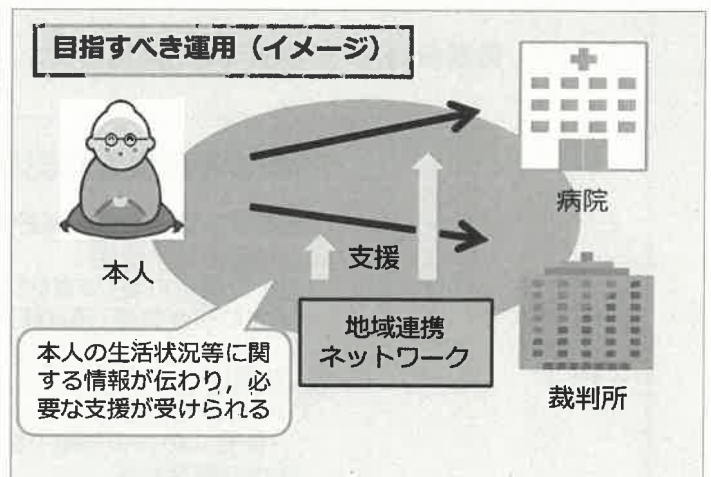 目指すべき運用（イメージ）
病院
本人
支援
地域連携
ネットワーク
裁判所
本人の生活状況等に関
する情報が伝わり，必
要な支援が受けられる